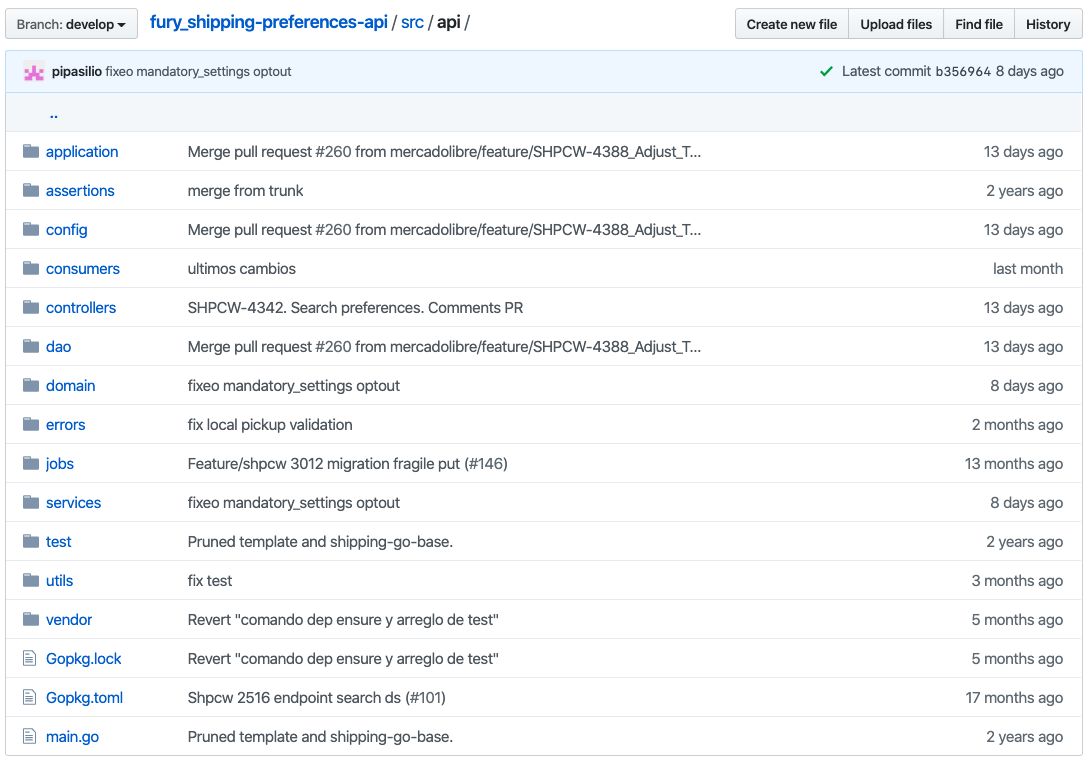 Branch: develop fury_shipping-preferences-api / src / api / Create new file Upload files Find file History
pipasilio fixeo mandatory_settings optout Latest commit b356964 8 days ago
..
application Merge pull request #260 from mercadolibre/feature/SHPCW-4388_Adjust_T... 13 days ago
assertions merge from trunk 2 years ago
config Merge pull request #260 from mercadolibre/feature/SHPCW-4388_Adjust_T... 13 days ago
consumers ultimos cambios last month
controllers SHPCW-4342. Search preferences. Comments PR 13 days ago
dao Merge pull request #260 from mercadolibre/feature/SHPCW-4388_Adjust_T... 13 days ago
domain fixeo mandatory_settings optout 8 days ago
errors fix local pickup validation 2 months ago
jobs Feature/shpcw 3012 migration fragile put (#146) 13 months ago
services fixeo mandatory_settings optout 8 days ago
test Pruned template and shipping-go-base. 2 years ago
utils fix test 3 months ago
vendor Revert "comando dep ensure y arreglo de test" 5 months ago
Gopkg.lock Revert "comando dep ensure y arreglo de test" 5 months ago
Gopkg.toml Shpcw 2516 endpoint search ds (#101) 17 months ago
main.go Pruned template and shipping-go-base. 2 years ago